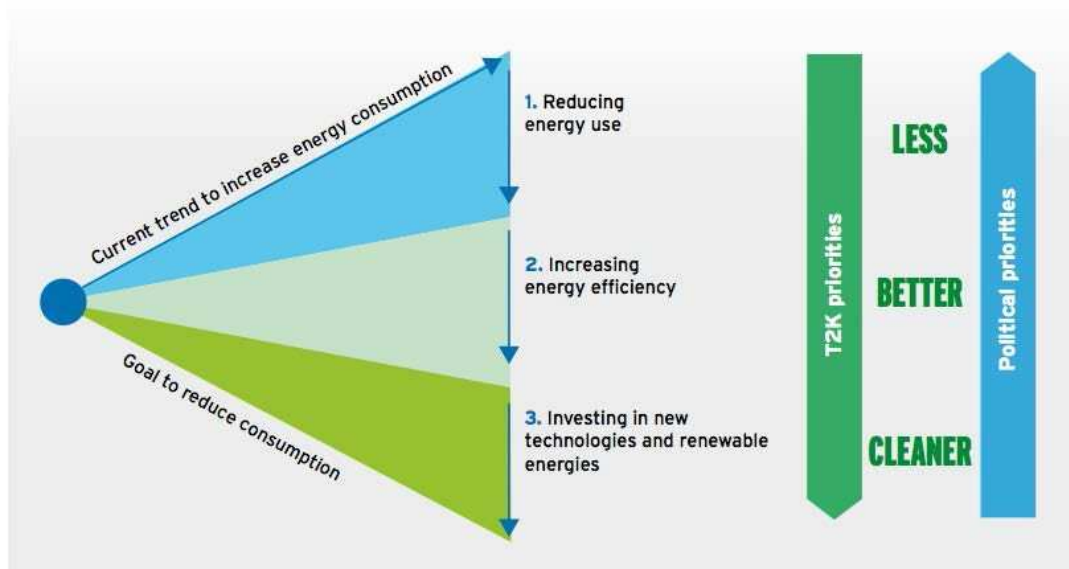 Current trend to increase energy consumption
1. Reducing
energy use
2. Increasing
energy efficiency
Goal to reduce consumption
3. Investing in new
technologies and renewable
energies
T2K priorities
LESS
BETTER
CLEANER
Political priorities